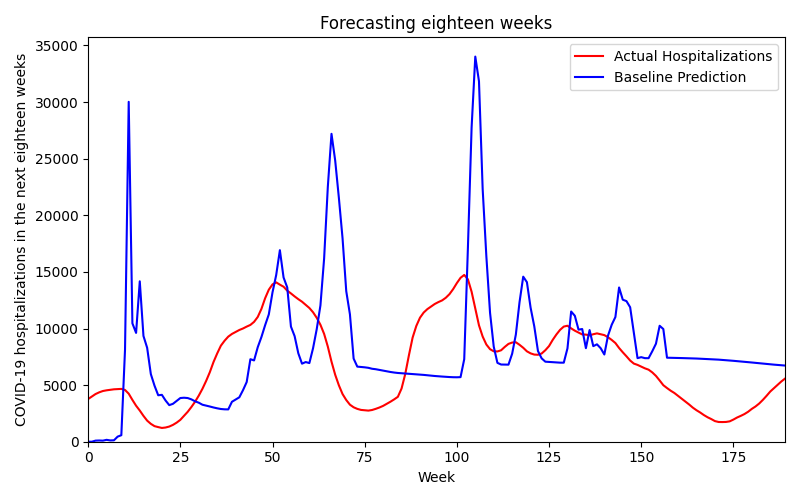 Forecasting eighteen weeks
Actual Hospitalizations
Baseline Prediction
COVID-19 hospitalizations in the next eighteen weeks
35000
30000
25000
20000
15000
10000
5000
0
0 25 50 75 100 125 150 175
Week